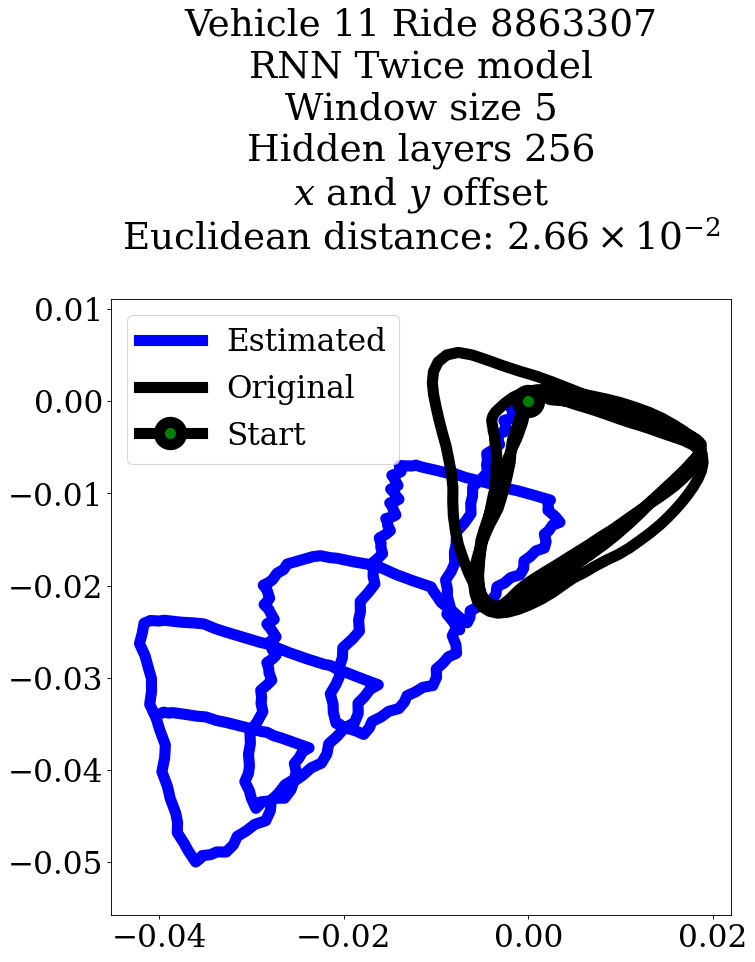 Vehicle 11 Ride 8863307
RNN Twice model
Window size 5
Hidden layers 256
x and y offset
Euclidean distance: 2.66 × 10⁻²
Estimated
Original
Start
0.01
0.00
−0.01
−0.02
−0.03
−0.04
−0.05
−0.04 −0.02 0.00 0.02